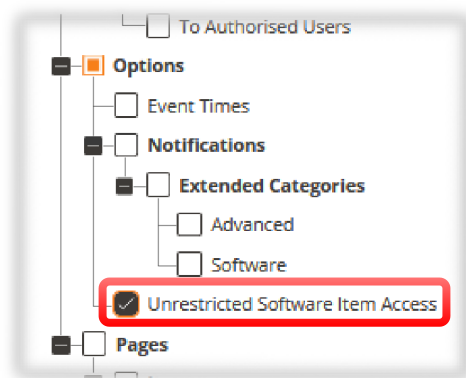 To Authorised Users
Options
Event Times
Notifications
Extended Categories
Advanced
Software
Unrestricted Software Item Access
Pages